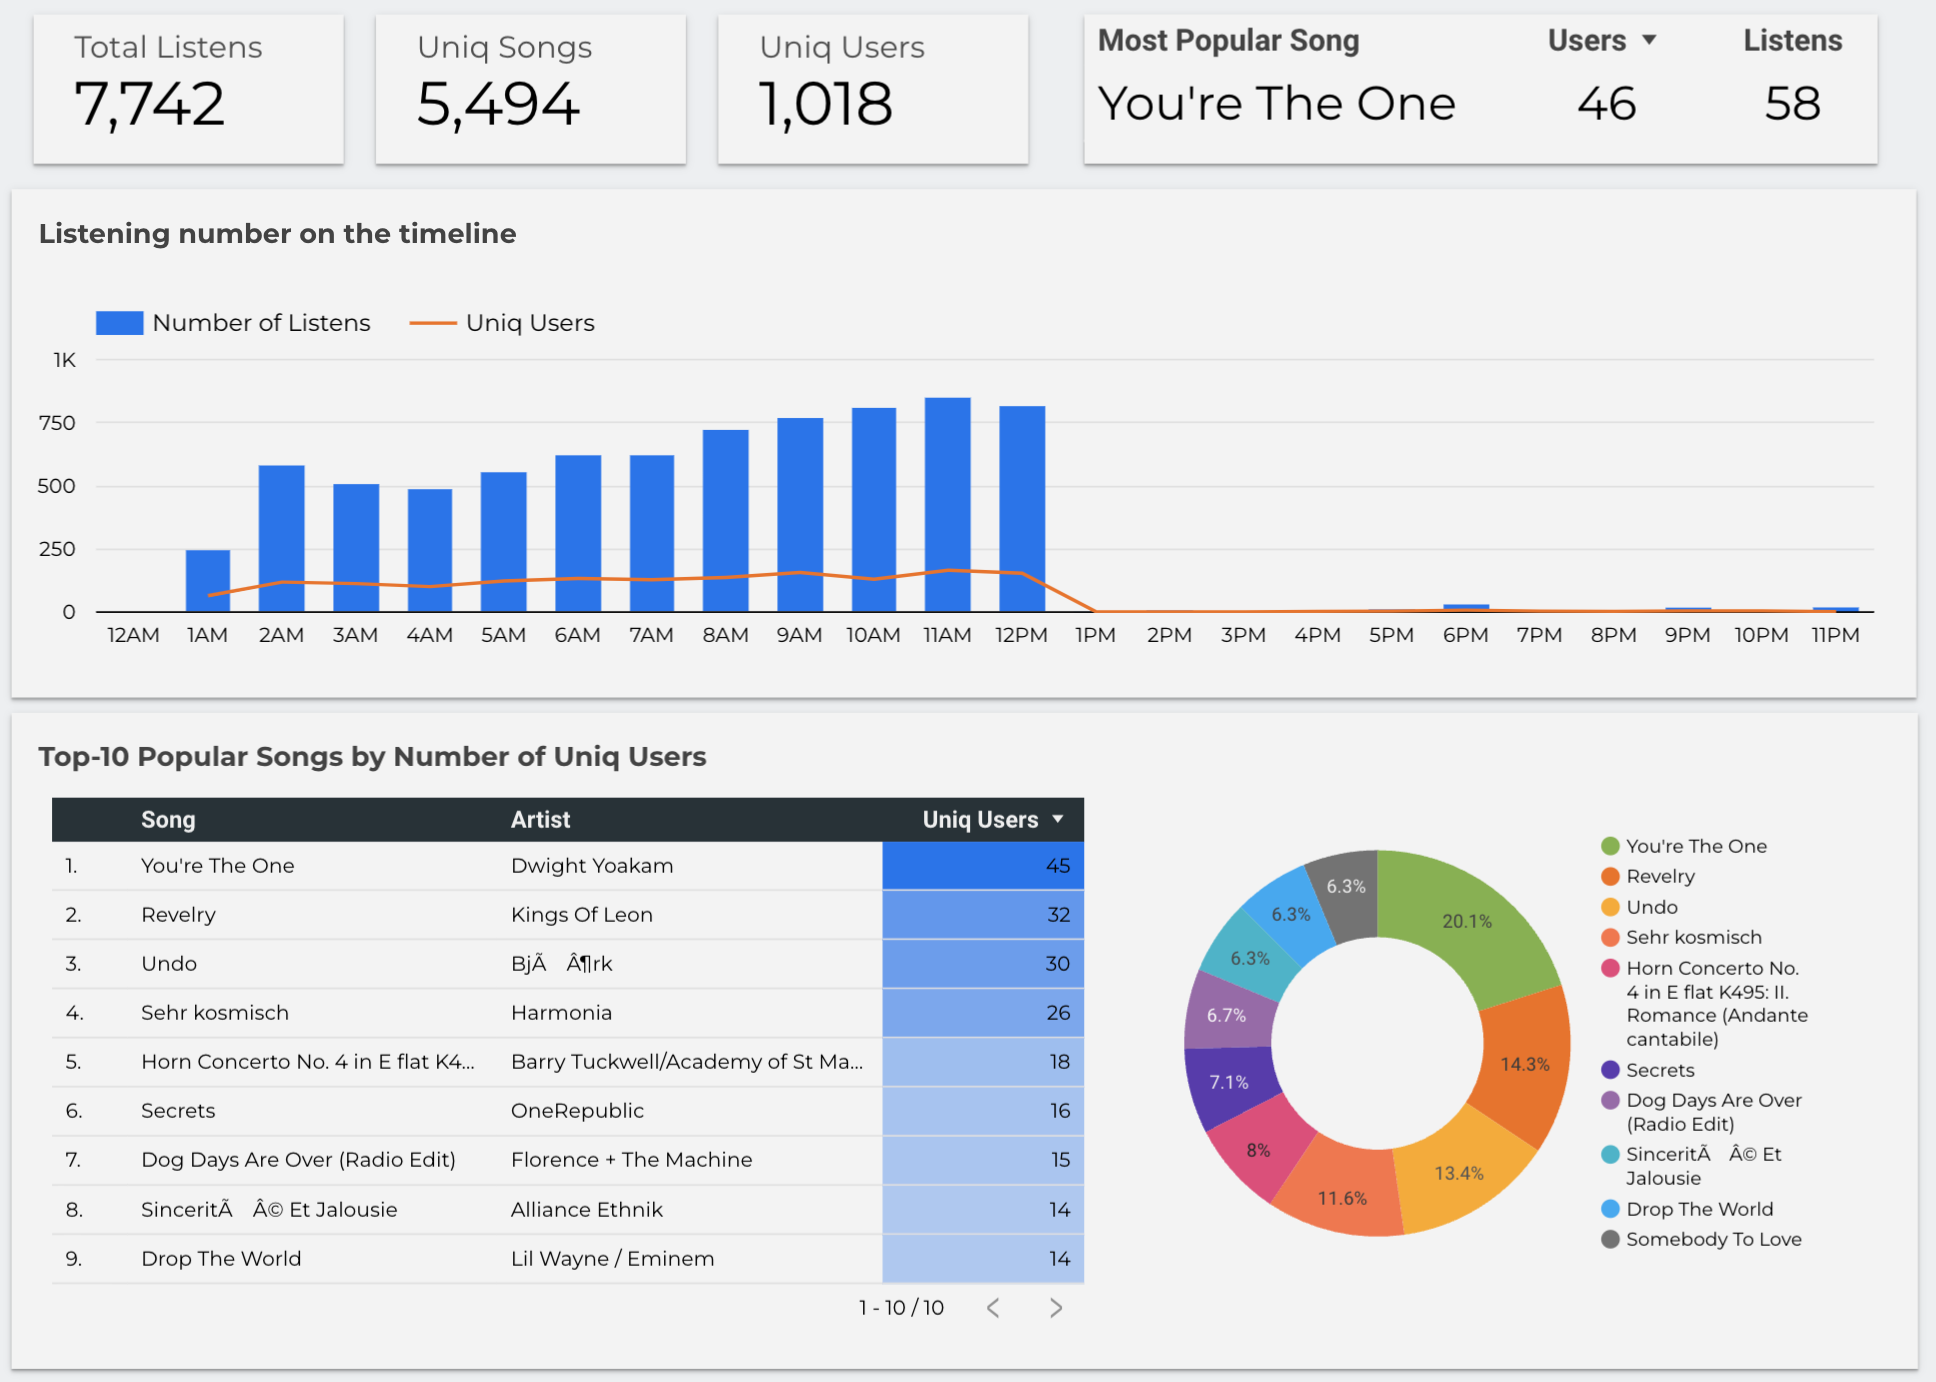 Total Listens
7,742
Uniq Songs
5,494
Uniq Users
1,018
Most Popular Song Users Listens
You're The One 46 58
Listening number on the timeline
Number of Listens Uniq Users
1K
750
500
250
0
12AM 1AM 2AM 3AM 4AM 5AM 6AM 7AM 8AM 9AM 10AM 11AM 12PM 1PM 2PM 3PM 4PM 5PM 6PM 7PM 8PM 9PM 10PM 11PM
Top-10 Popular Songs by Number of Uniq Users
Song Artist Uniq Users
1. You're The One Dwight Yoakam 45
2. Revelry Kings Of Leon 32
3. Undo BjÃ Â¶rk 30
4. Sehr kosmisch Harmonia 26
5. Horn Concerto No. 4 in E flat K4... Barry Tuckwell/Academy of St Ma... 18
6. Secrets OneRepublic 16
7. Dog Days Are Over (Radio Edit) Florence + The Machine 15
8. SinceritÃ Â© Et Jalousie Alliance Ethnik 14
9. Drop The World Lil Wayne / Eminem 14
1 - 10 / 10
20.1%
14.3%
13.4%
11.6%
8%
7.1%
6.7%
6.3%
6.3%
6.3%
You're The One
Revelry
Undo
Sehr kosmisch
Horn Concerto No.
4 in E flat K495: II.
Romance (Andante
cantabile)
Secrets
Dog Days Are Over
(Radio Edit)
SinceritÃ Â© Et
Jalousie
Drop The World
Somebody To Love